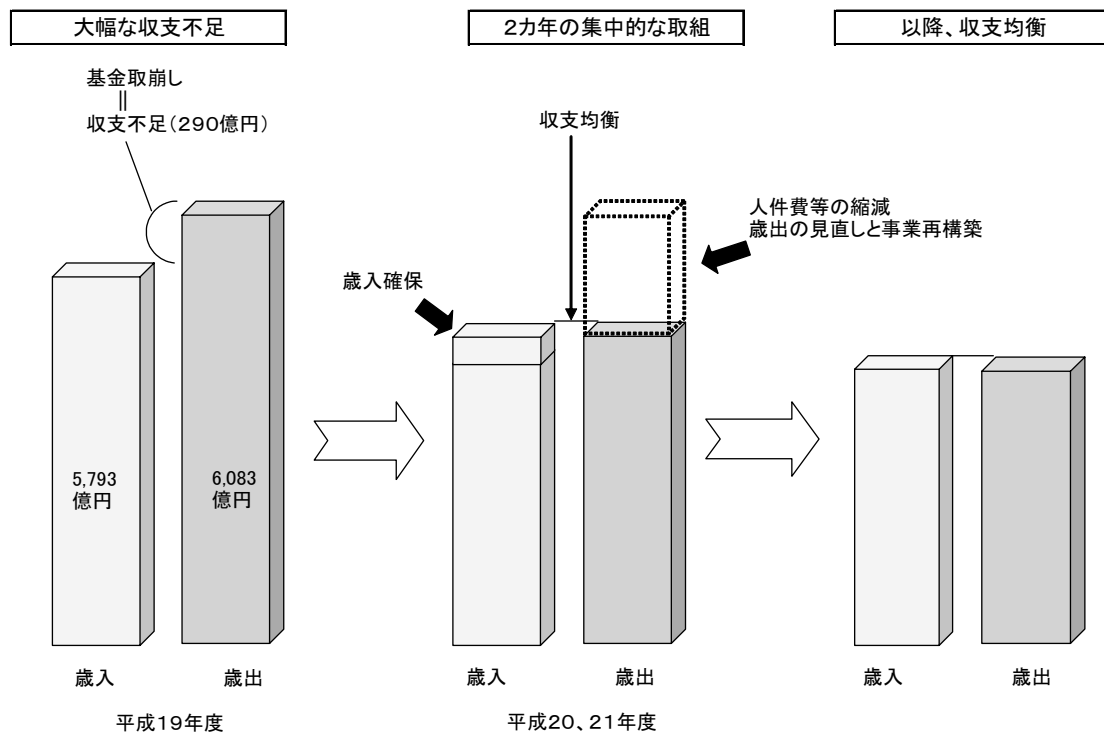 大幅な収支不足
2カ年の集中的な取組
以降、収支均衡
基金取崩し
||
収支不足(290億円)
収支均衡
人件費等の縮減
歳出の見直しと事業再構築
歳入確保
5,793
億円
6,083
億円
歳入
歳出
歳入
歳出
歳入
歳出
平成19年度
平成20、21年度